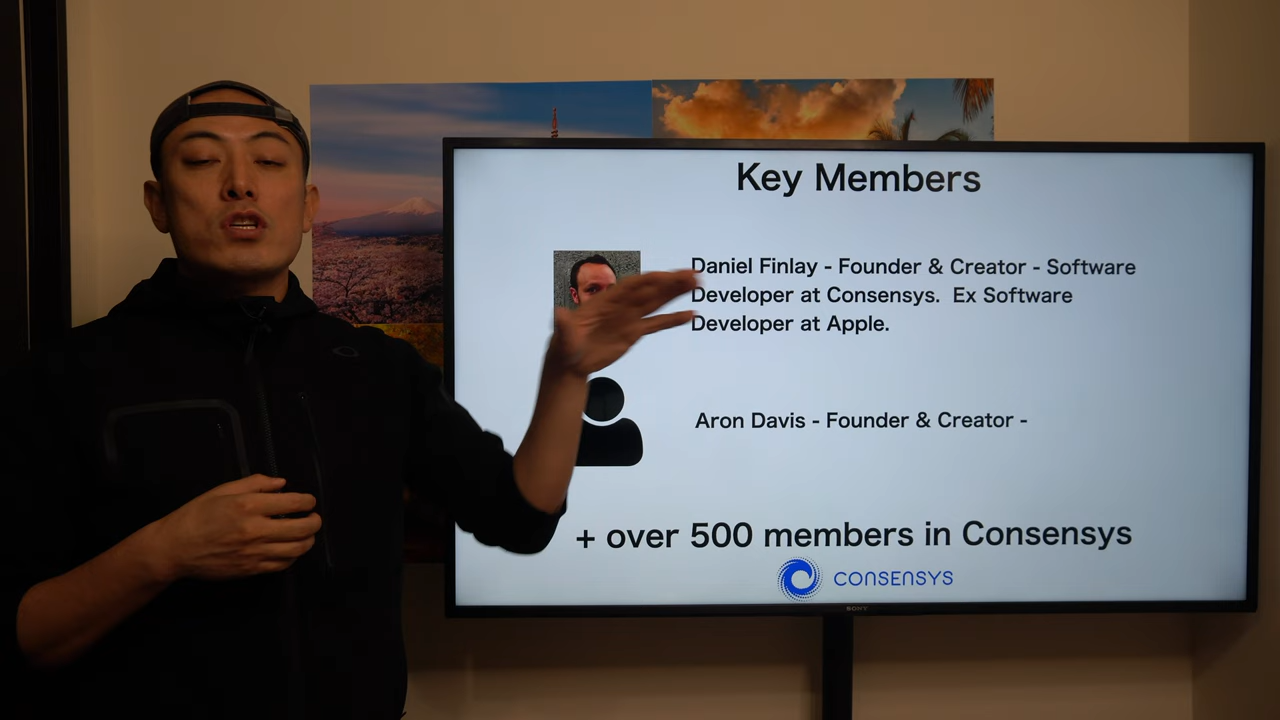 Key Members
Daniel Finlay - Founder & Creator - Software
Developer at Consensys. Ex Software
Developer at Apple.
Aron Davis - Founder & Creator -
+ over 500 members in Consensys
CONSENSYS
SONY